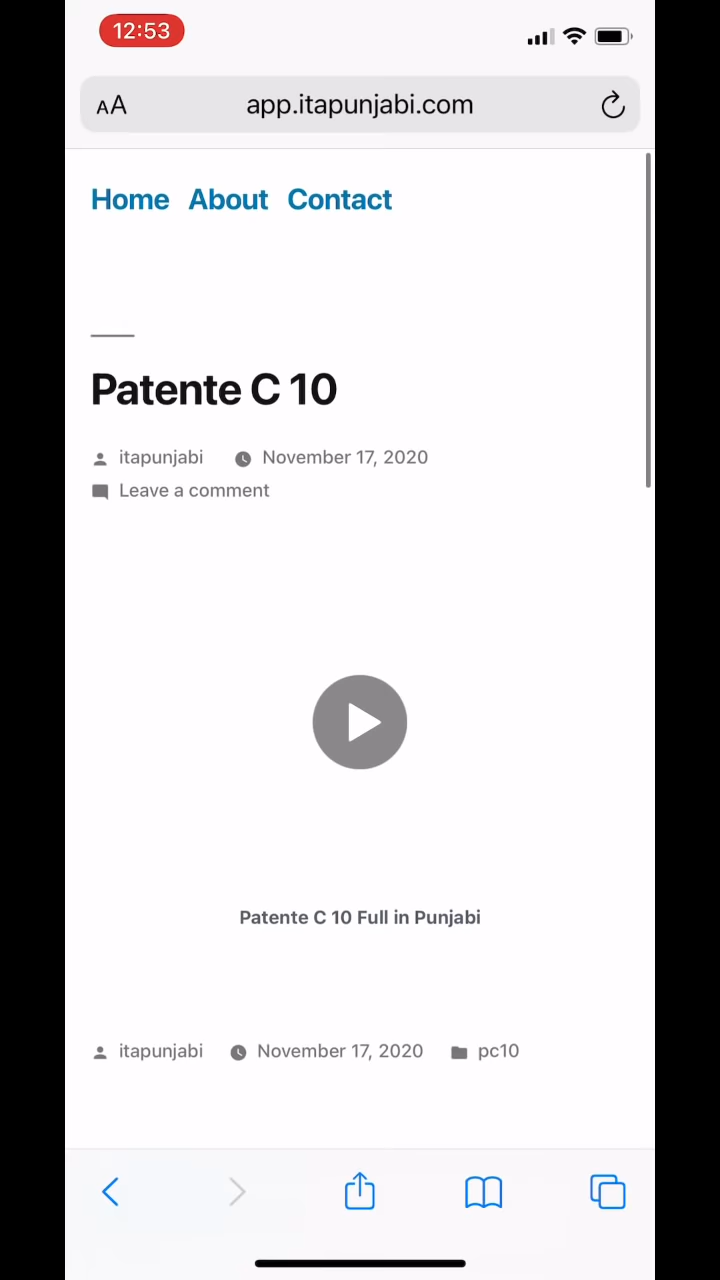 12:53
AA
app.itapunjabi.com
Home About Contact
Patente C 10
itapunjabi November 17, 2020
Leave a comment
Patente C 10 Full in Punjabi
itapunjabi November 17, 2020 pc10